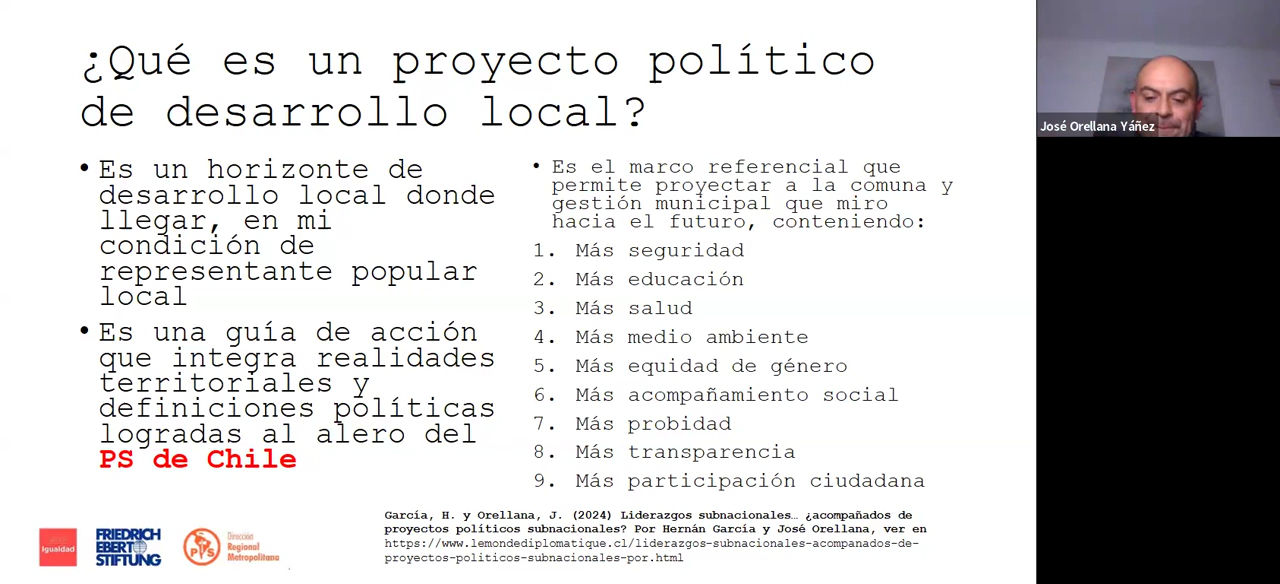 ¿Qué es un proyecto político
de desarrollo local?
• Es un horizonte de
desarrollo local donde
llegar, en mi
condición de
representante popular
local
• Es una guía de acción
que integra realidades
territoriales y
definiciones políticas
logradas al alero del
PS de Chile
• Es el marco referencial que
permite proyectar a la comuna y
gestión municipal que miro
hacia el futuro, conteniendo:
1. Más seguridad
2. Más educación
3. Más salud
4. Más medio ambiente
5. Más equidad de género
6. Más acompañamiento social
7. Más probidad
8. Más transparencia
9. Más participación ciudadana
García, H. y Orellana, J. (2024) Liderazgos subnacionales… ¿acompañados de
proyectos políticos subnacionales? Por Hernán García y José Orellana, ver en
https://www.lemondediplomatique.cl/liderazgos-subnacionales-acompanados-de-
proyectos-politicos-subnacionales-por.html
Igualdad
FRIEDRICH
EBERT
STIFTUNG
PS
Dirección
Regional
Metropolitana
José Orellana Yáñez